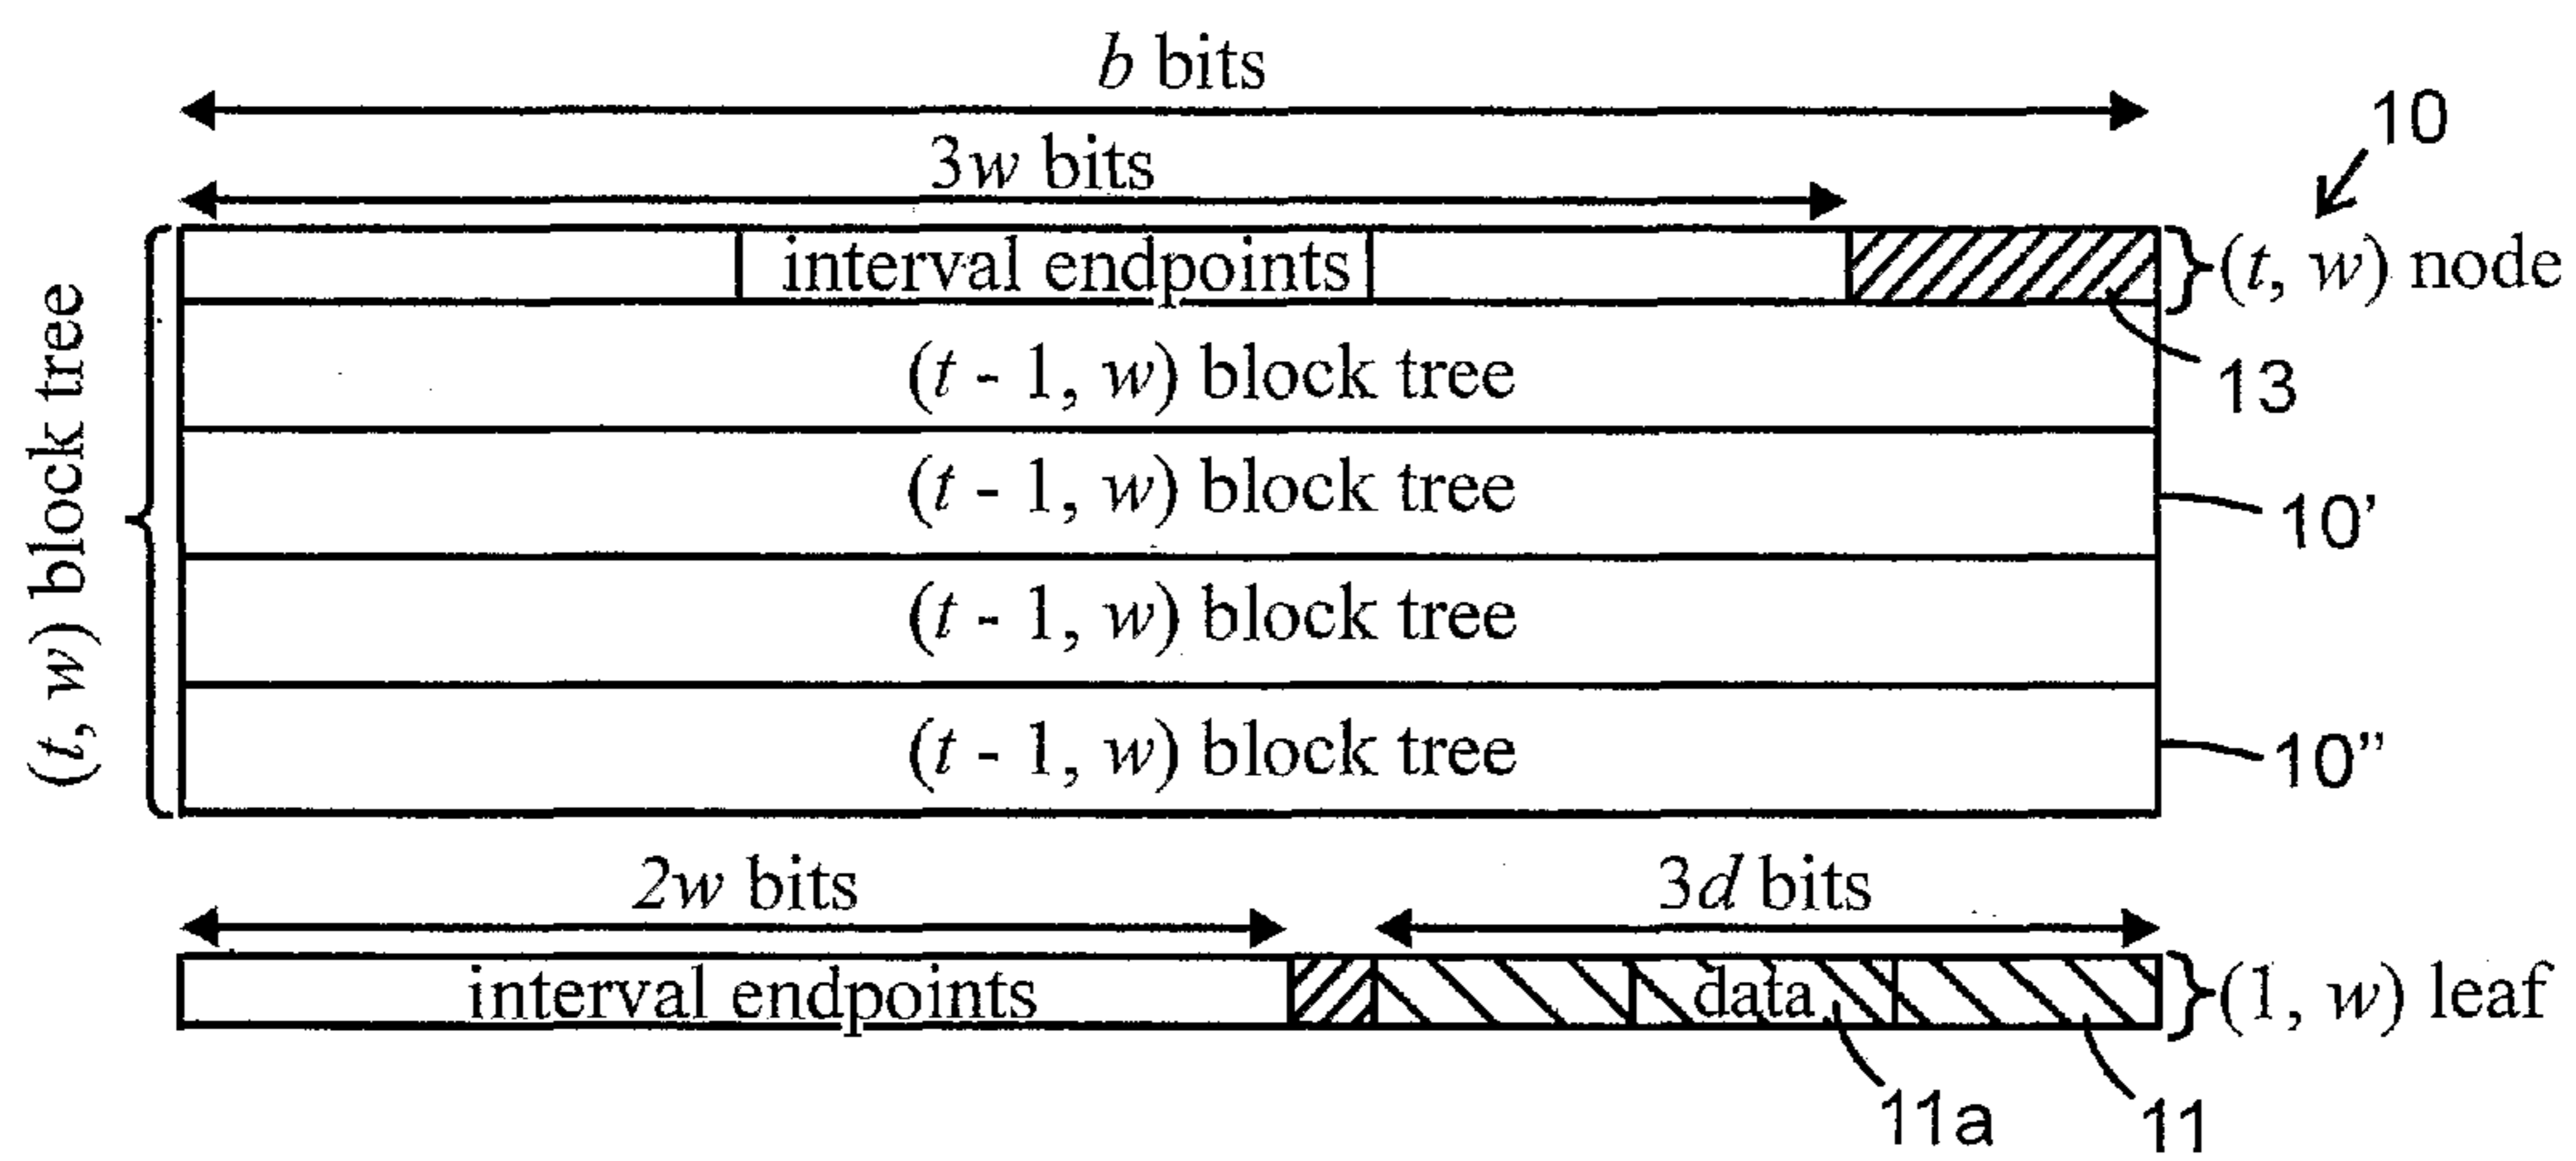 b bits
3w bits
10
interval endpoints
(t, w) node
(t - 1, w) block tree
13
(t - 1, w) block tree
10’
(t - 1, w) block tree
(t - 1, w) block tree
10”
(t, w) block tree
2w bits
3d bits
interval endpoints
data
(1, w) leaf
11a
11